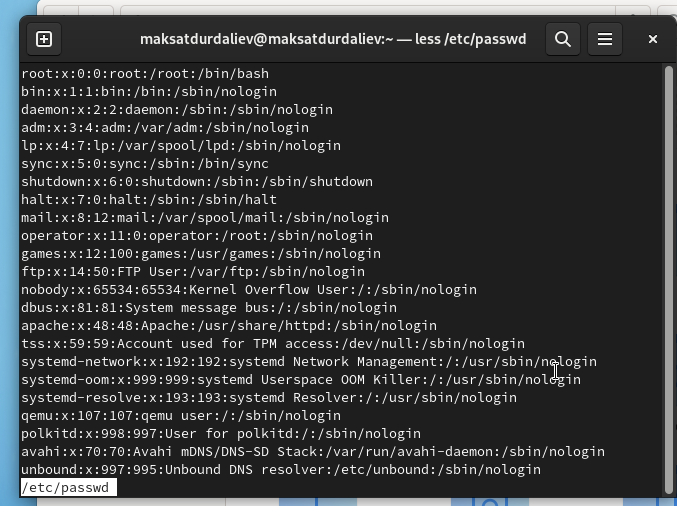 maksatdurdaliev@maksatdurdaliev:~ — less /etc/passwd
root:x:0:0:root:/root:/bin/bash
bin:x:1:1:bin:/bin:/sbin/nologin
daemon:x:2:2:daemon:/sbin:/sbin/nologin
adm:x:3:4:adm:/var/adm:/sbin/nologin
lp:x:4:7:lp:/var/spool/lpd:/sbin/nologin
sync:x:5:0:sync:/sbin:/bin/sync
shutdown:x:6:0:shutdown:/sbin:/sbin/shutdown
halt:x:7:0:halt:/sbin:/sbin/halt
mail:x:8:12:mail:/var/spool/mail:/sbin/nologin
operator:x:11:0:operator:/root:/sbin/nologin
games:x:12:100:games:/usr/games:/sbin/nologin
ftp:x:14:50:FTP User:/var/ftp:/sbin/nologin
nobody:x:65534:65534:Kernel Overflow User:/:/sbin/nologin
dbus:x:81:81:System message bus:/:/sbin/nologin
apache:x:48:48:Apache:/usr/share/httpd:/sbin/nologin
tss:x:59:59:Account used for TPM access:/dev/null:/sbin/nologin
systemd-network:x:192:192:systemd Network Management:/:/usr/sbin/nologin
systemd-oom:x:999:999:systemd Userspace OOM Killer:/:/usr/sbin/nologin
systemd-resolve:x:193:193:systemd Resolver:/:/usr/sbin/nologin
qemu:x:107:107:qemu user:/:/sbin/nologin
polkitd:x:998:997:User for polkitd:/:/sbin/nologin
avahi:x:70:70:Avahi mDNS/DNS-SD Stack:/var/run/avahi-daemon:/sbin/nologin
unbound:x:997:995:Unbound DNS resolver:/etc/unbound:/sbin/nologin
/etc/passwd